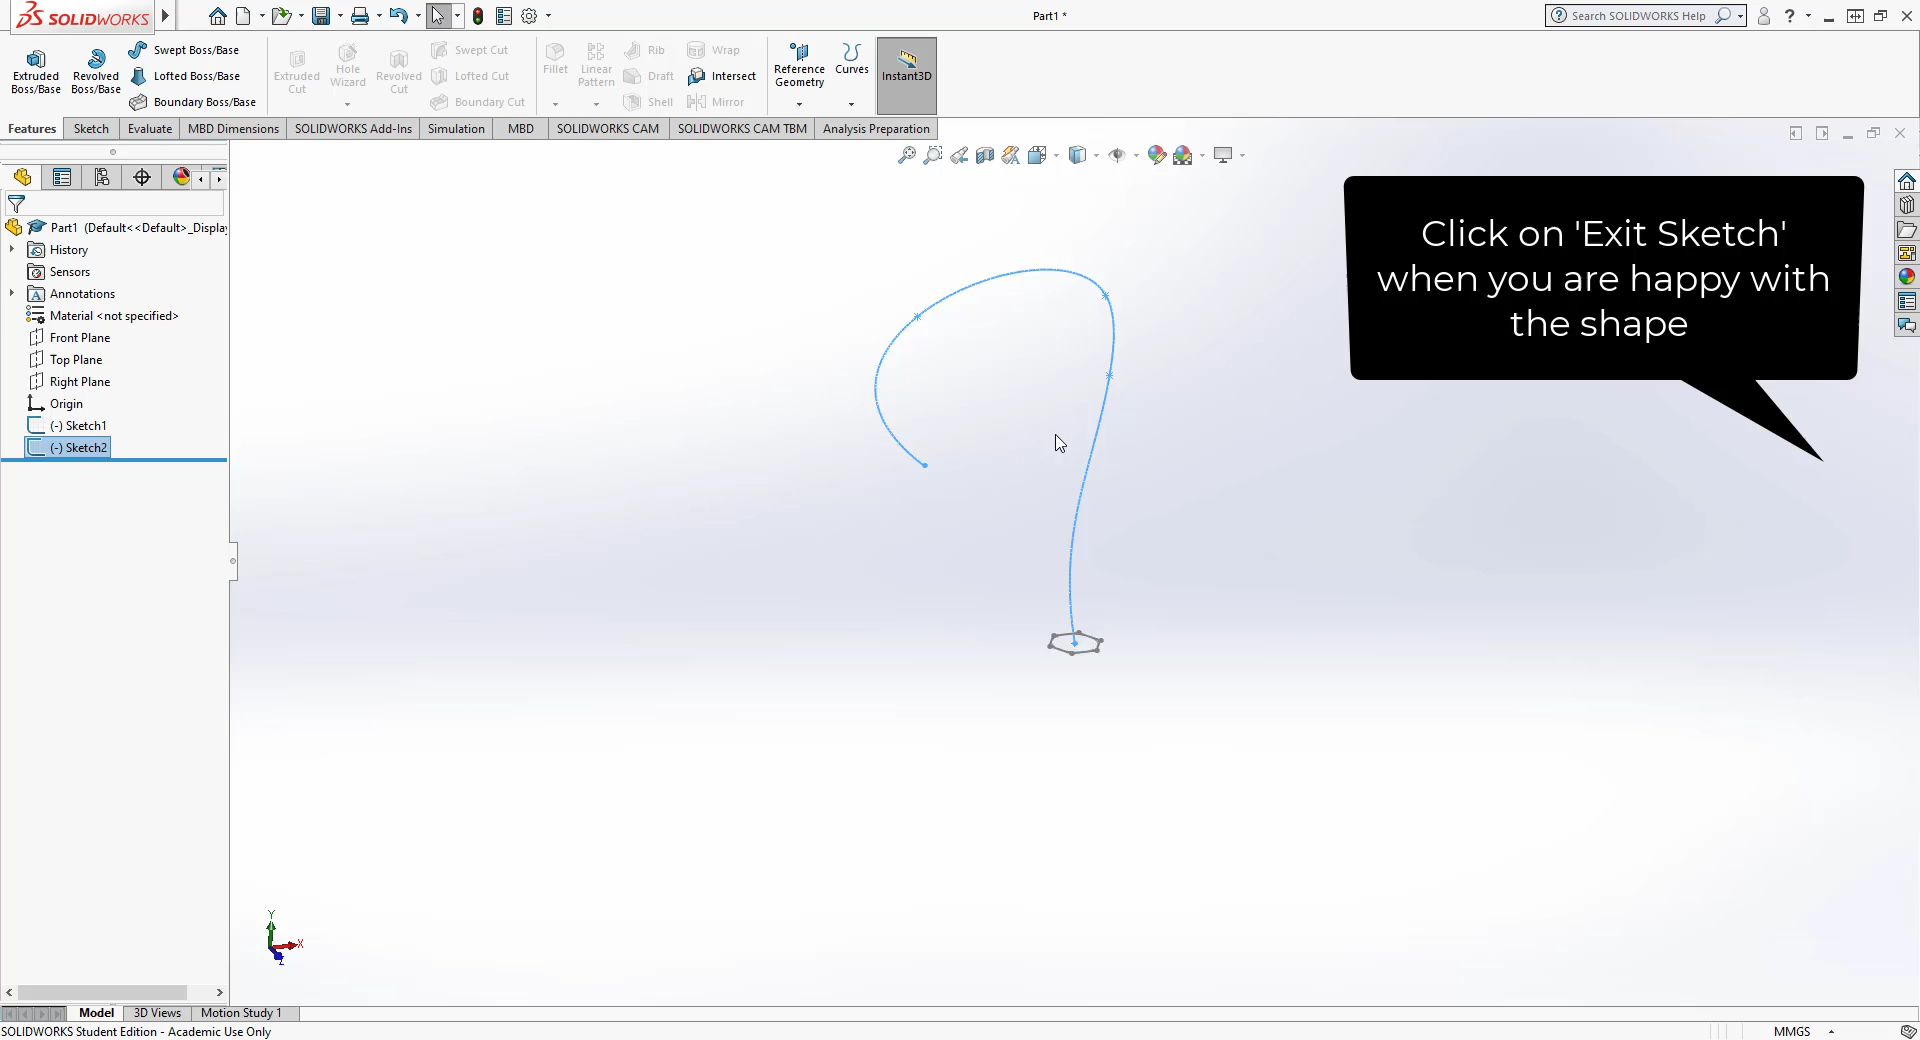 SOLIDWORKS
Part1 *
Search SOLIDWORKS Help
Extruded Boss/Base
Revolved Boss/Base
Swept Boss/Base
Lofted Boss/Base
Boundary Boss/Base
Extruded Cut
Hole Wizard
Revolved Cut
Swept Cut
Lofted Cut
Boundary Cut
Fillet
Linear Pattern
Rib
Draft
Shell
Wrap
Intersect
Mirror
Reference Geometry
Curves
Instant3D
Features
Sketch
Evaluate
MBD Dimensions
SOLIDWORKS Add-Ins
Simulation
MBD
SOLIDWORKS CAM
SOLIDWORKS CAM TBM
Analysis Preparation
Part1 (Default<<Default>_Display
History
Sensors
Annotations
Material <not specified>
Front Plane
Top Plane
Right Plane
Origin
(-) Sketch1
(-) Sketch2
Click on 'Exit Sketch'
when you are happy with
the shape
Y
X
Z
Model
3D Views
Motion Study 1
SOLIDWORKS Student Edition - Academic Use Only
MMGS